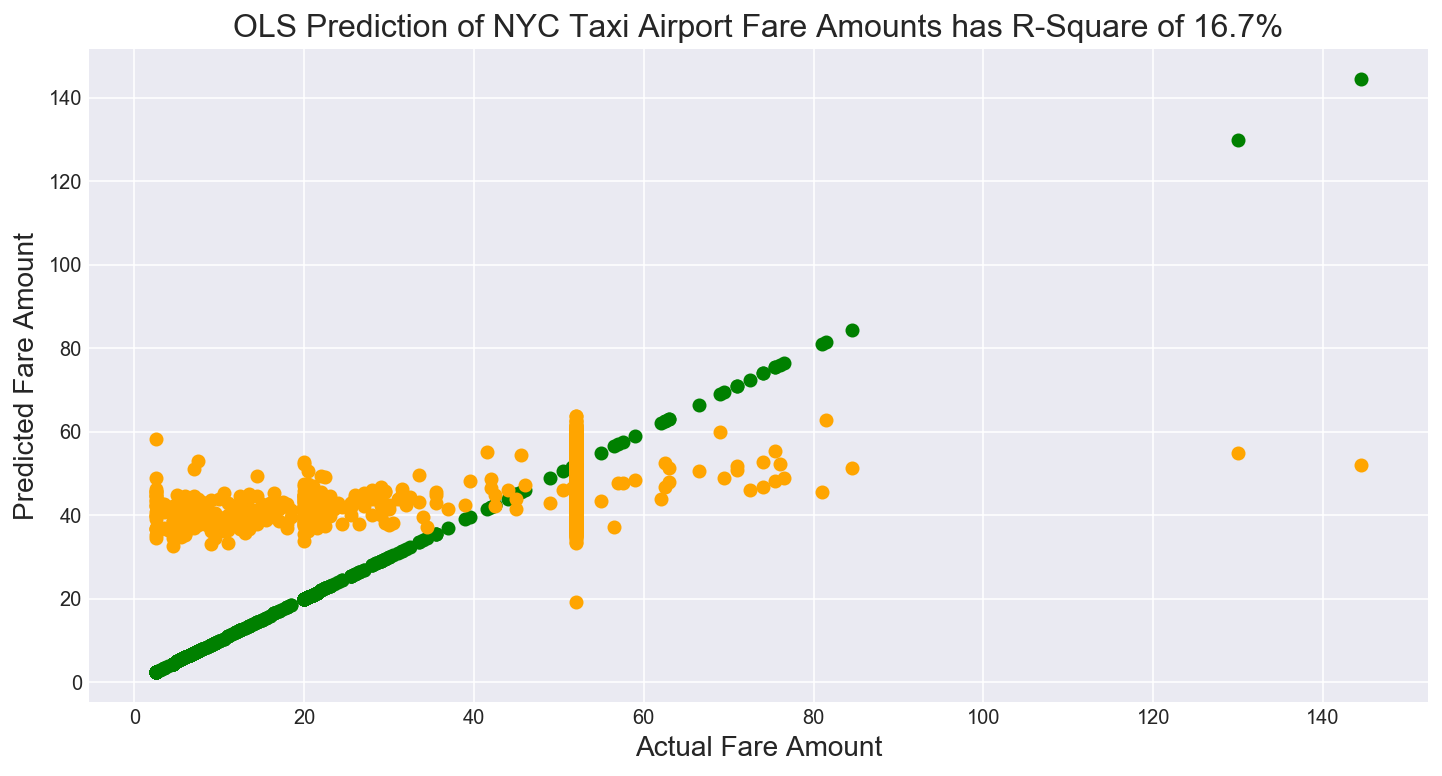 OLS Prediction of NYC Taxi Airport Fare Amounts has R-Square of 16.7%
140
120
100
80
60
40
20
0
Predicted Fare Amount
0 20 40 60 80 100 120 140
Actual Fare Amount